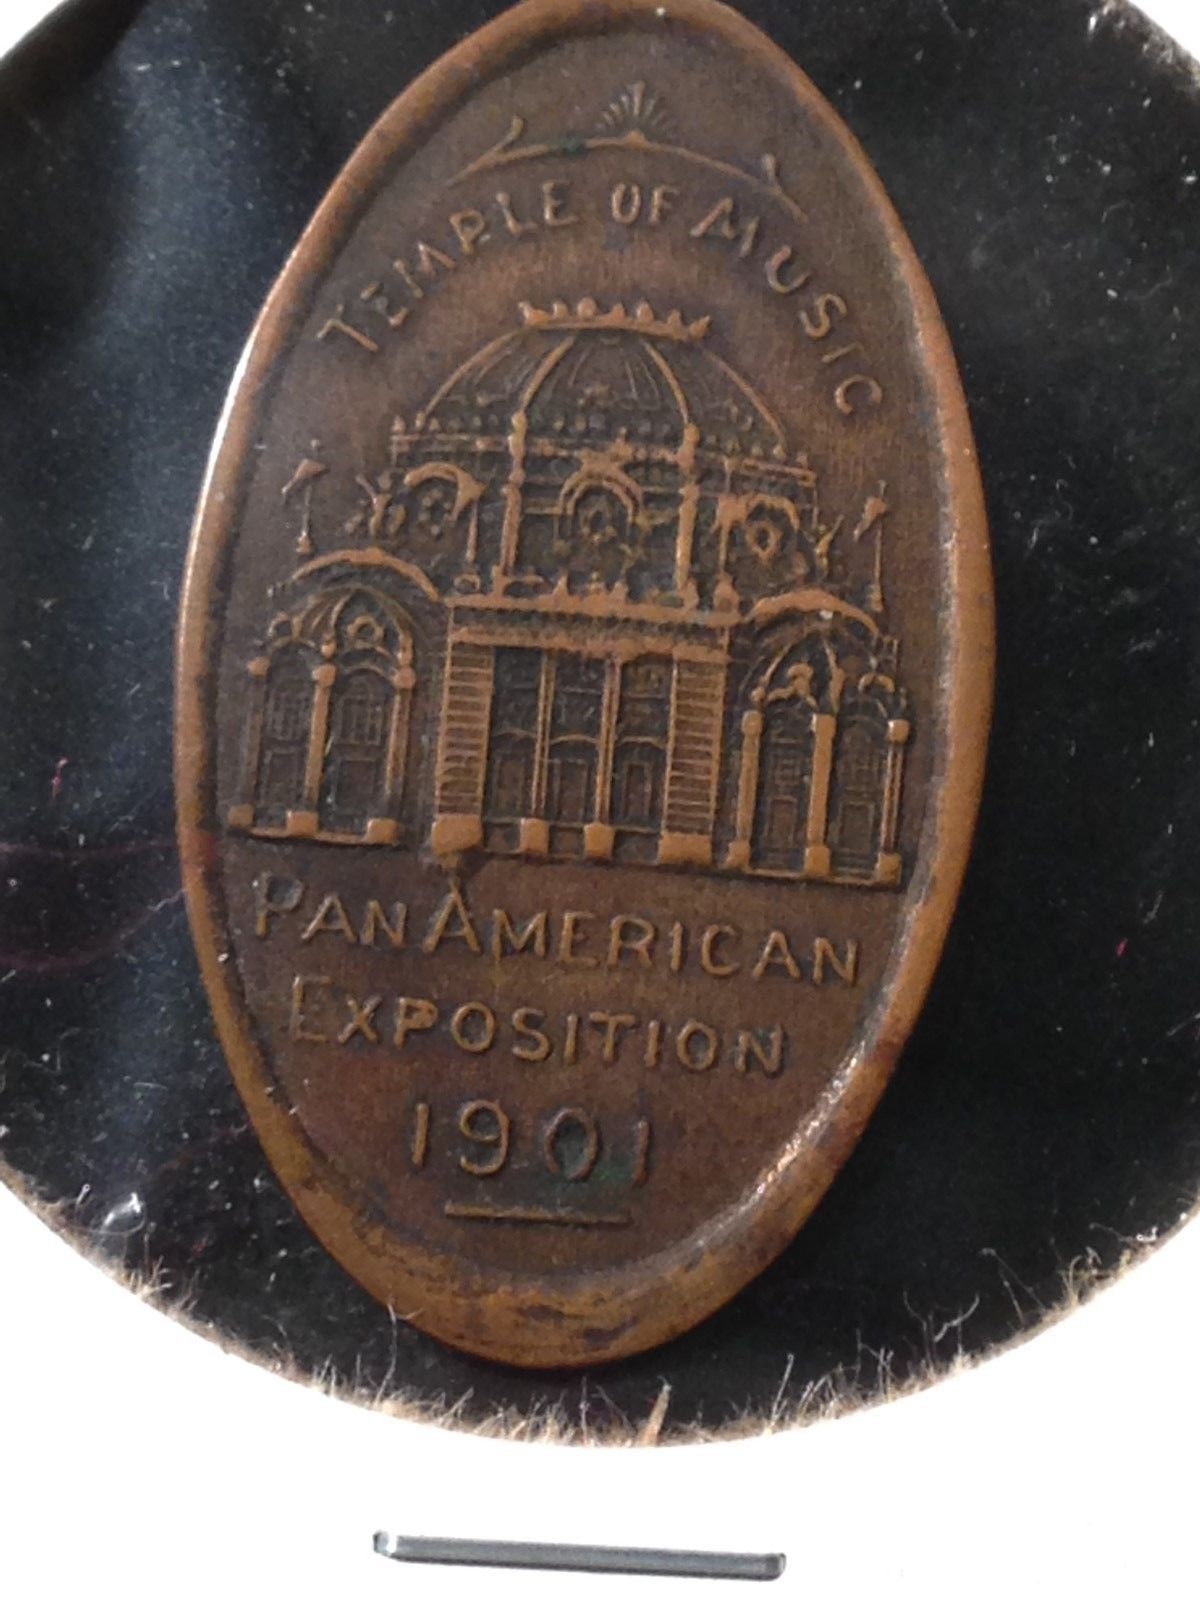 TEMPLE OF MUSIC
PAN AMERICAN
EXPOSITION
1901